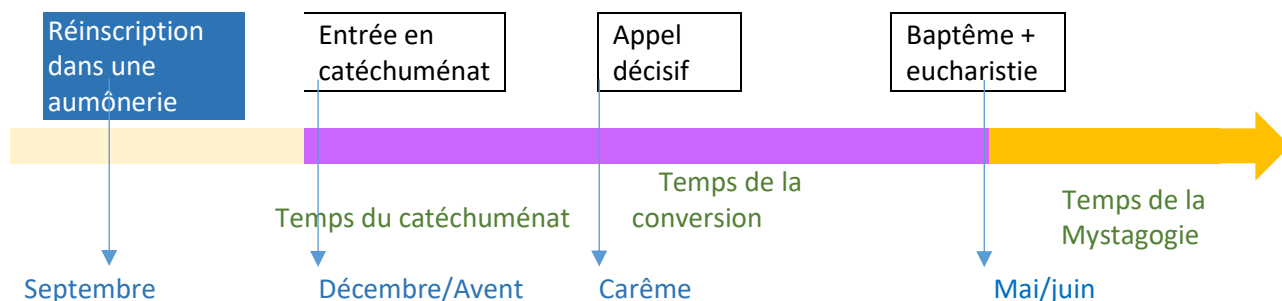 Réinscription
dans une
aumônerie
Entrée en
catéchuménat
Appel
décisif
Baptême +
eucharistie
Temps du catéchuménat
Temps de la
conversion
Temps de la
Mystagogie
Septembre
Décembre/Avent
Carême
Mai/juin